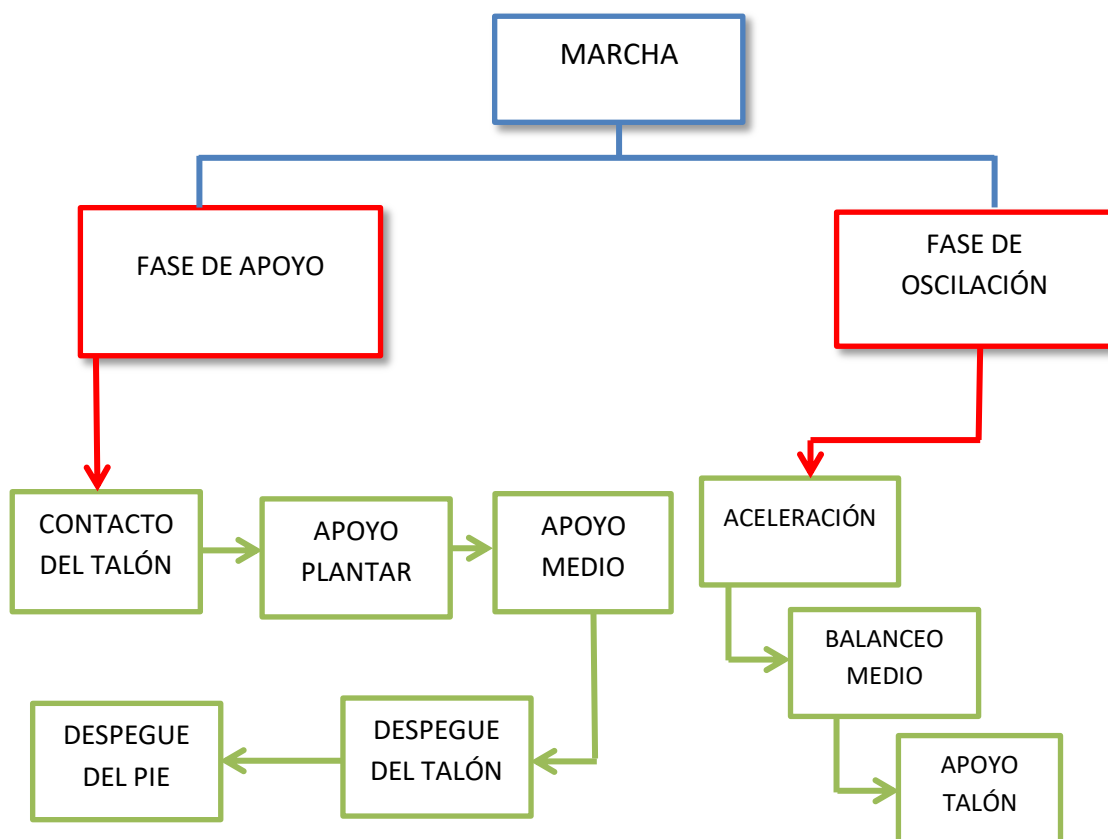 MARCHA
FASE DE APOYO
FASE DE
OSCILACIÓN
CONTACTO
DEL TALÓN
APOYO
PLANTAR
APOYO
MEDIO
DESPEGUE
DEL TALÓN
DESPEGUE
DEL PIE
ACELERACIÓN
BALANCEO
MEDIO
APOYO
TALÓN